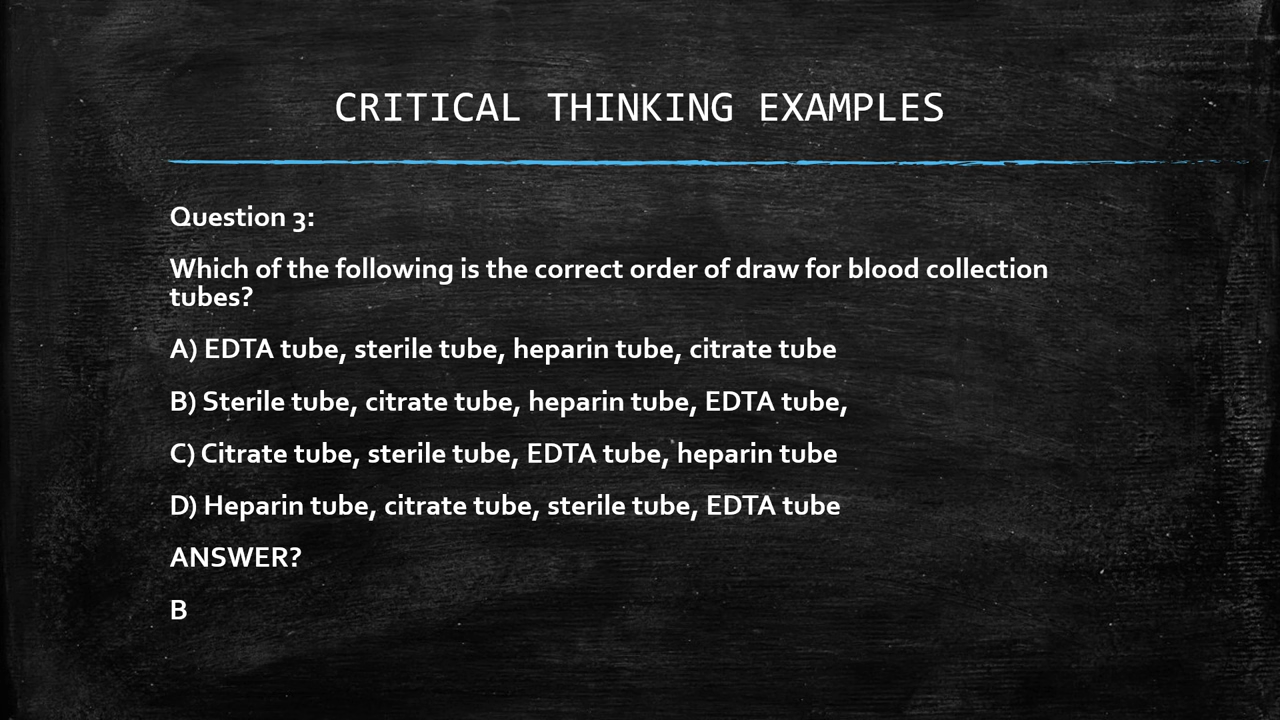 CRITICAL THINKING EXAMPLES
Question 3:
Which of the following is the correct order of draw for blood collection
tubes?
A) EDTA tube, sterile tube, heparin tube, citrate tube
B) Sterile tube, citrate tube, heparin tube, EDTA tube,
C) Citrate tube, sterile tube, EDTA tube, heparin tube
D) Heparin tube, citrate tube, sterile tube, EDTA tube
ANSWER?
B